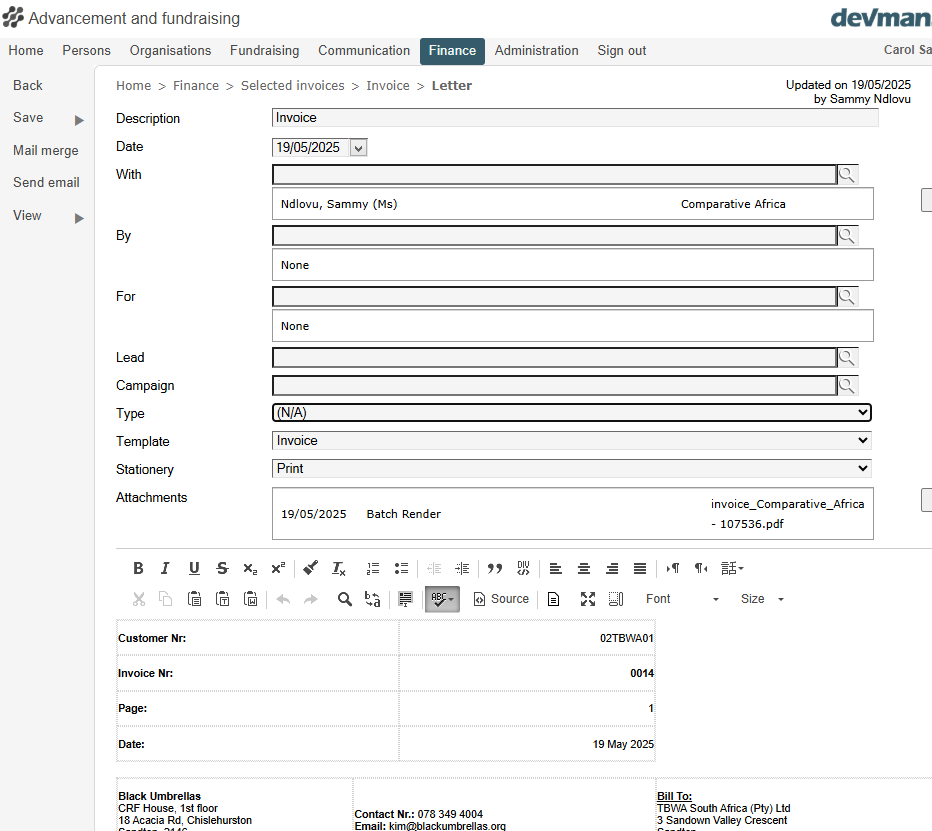 Advancement and fundraising
devman
Home Persons Organisations Fundraising Communication Finance Administration Sign out Carol Sa
Back
Save
Mail merge
Send email
View
Home > Finance > Selected invoices > Invoice > Letter
Updated on 19/05/2025
by Sammy Ndlovu
Description Invoice
Date 19/05/2025
With
Ndlovu, Sammy (Ms) Comparative Africa
By
None
For
None
Lead
Campaign
Type (N/A)
Template Invoice
Stationery Print
Attachments
19/05/2025 Batch Render invoice_Comparative_Africa
- 107536.pdf
Source Font Size
Customer Nr: 02TBWA01
Invoice Nr: 0014
Page: 1
Date: 19 May 2025
Black Umbrellas
CRF House, 1st floor
18 Acacia Rd, Chislehurston
Sandton, 2146
Contact Nr.: 078 349 4004
Email: kim@blackumbrellas.org
Bill To:
TBWA South Africa (Pty) Ltd
3 Sandown Valley Crescent
Sandton